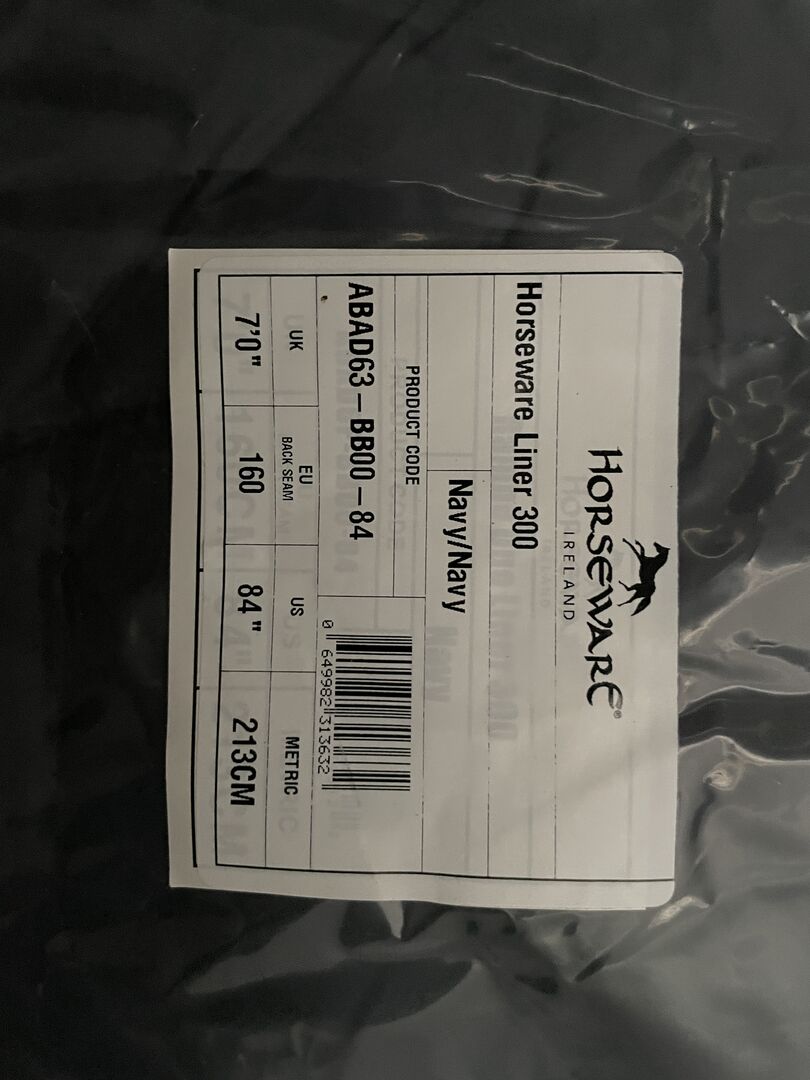 HORSEWARE®
IRELAND
Horseware Liner 300
Navy/Navy
PRODUCT CODE
ABAD63-BB00-84
0 649982 313632
UK
EU
BACK SEAM
US
METRIC
7'0"
160
84"
213CM